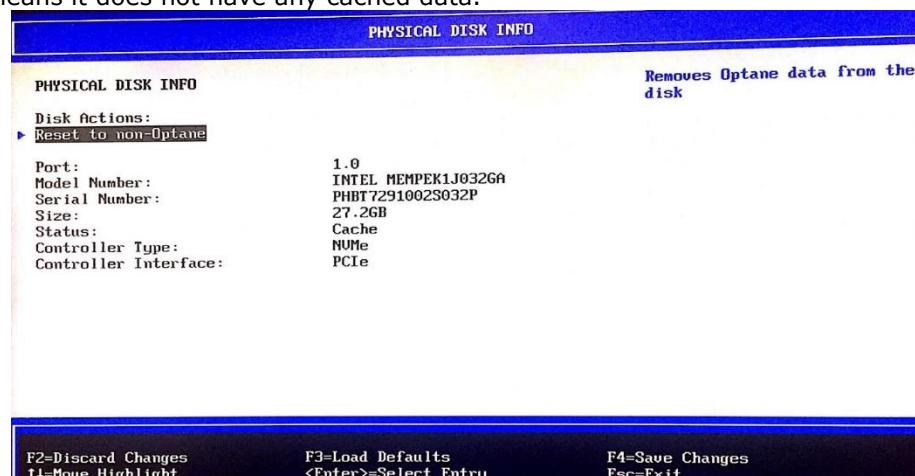 means it does not have any cached data.
PHYSICAL DISK INFO
PHYSICAL DISK INFO
Removes Optane data from the
disk
Disk Actions:
Reset to non-Optane
Port: 1.0
Model Number: INTEL MEMPEK1J032GA
Serial Number: PHBT7291002S032P
Size: 27.2GB
Status: Cache
Controller Type: NVMe
Controller Interface: PCIe
F2=Discard Changes F3=Load Defaults F4=Save Changes
↑↓=Move Highlight <Enter>=Select Entry Esc=Exit